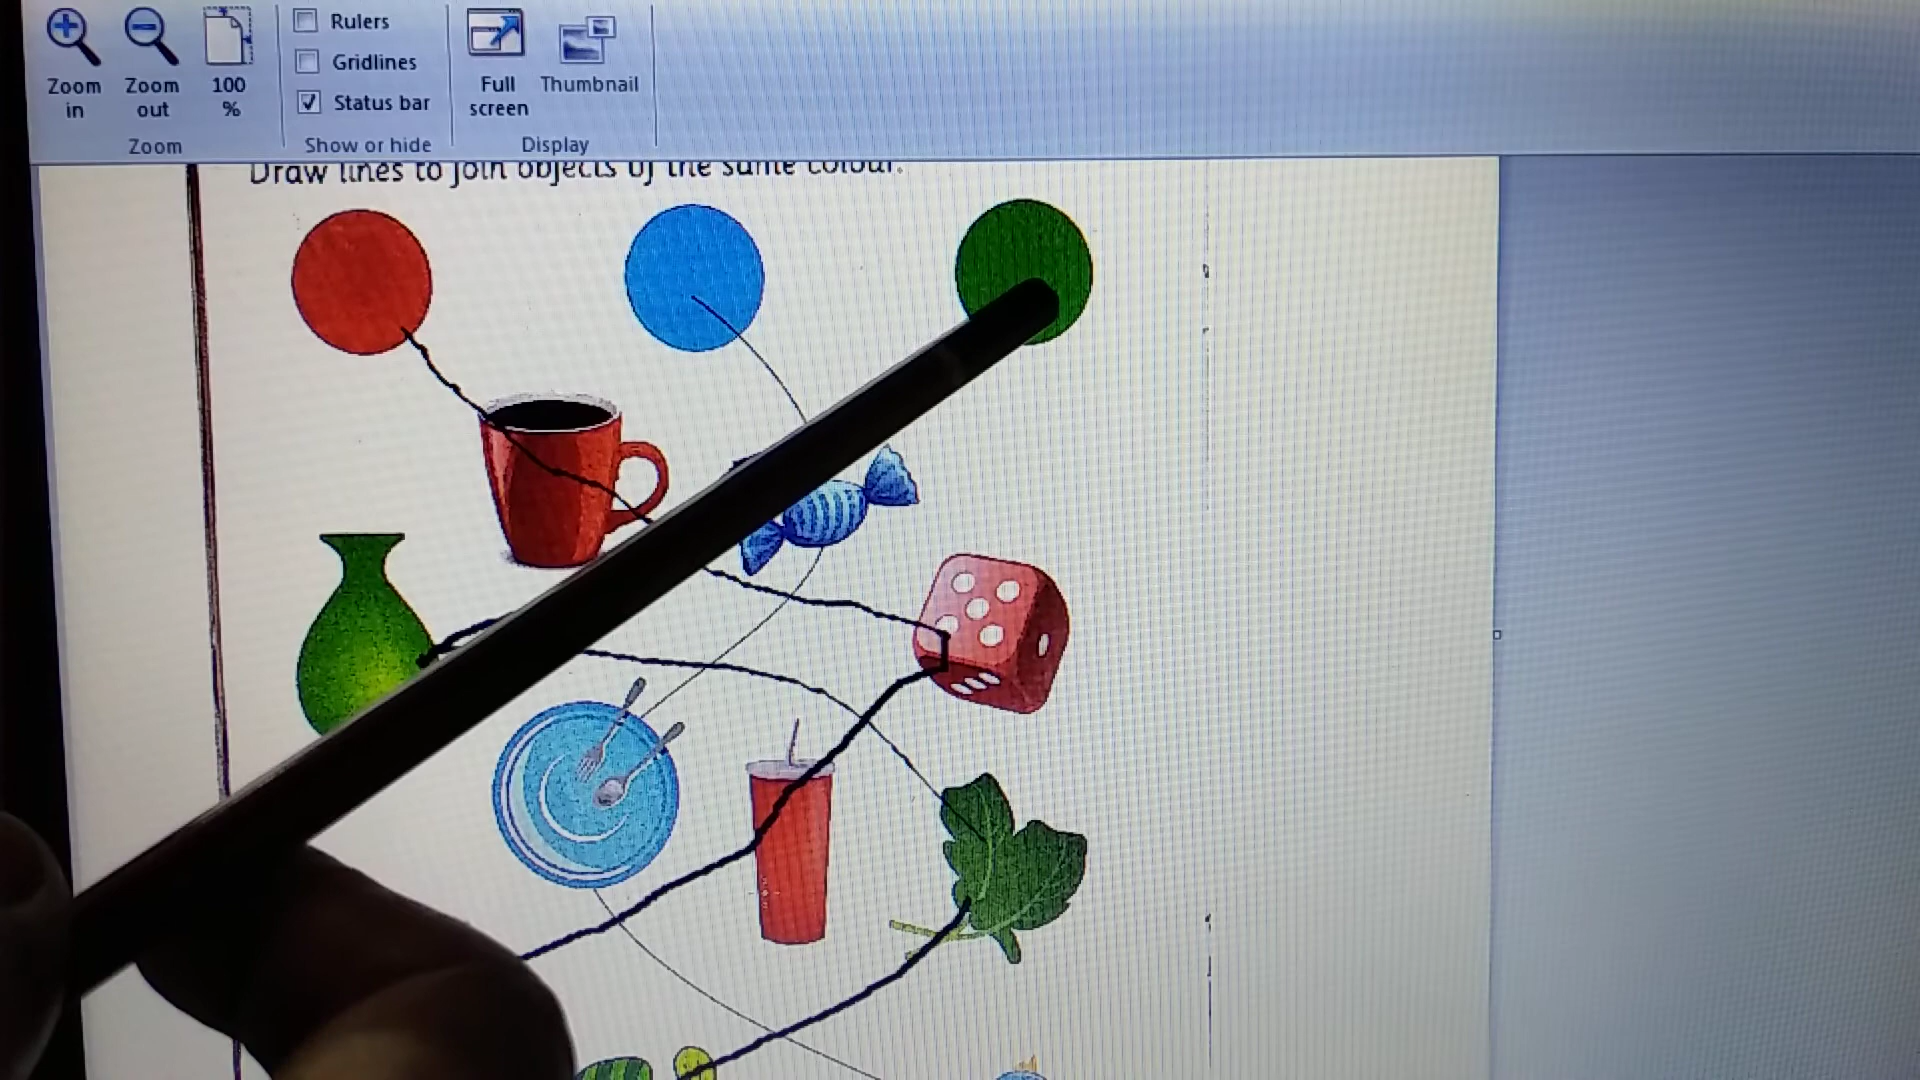 Zoom in
Zoom out
100 %
Zoom
Rulers
Gridlines
Status bar
Show or hide
Full screen
Thumbnail
Display
Draw lines to join objects of the same colour.